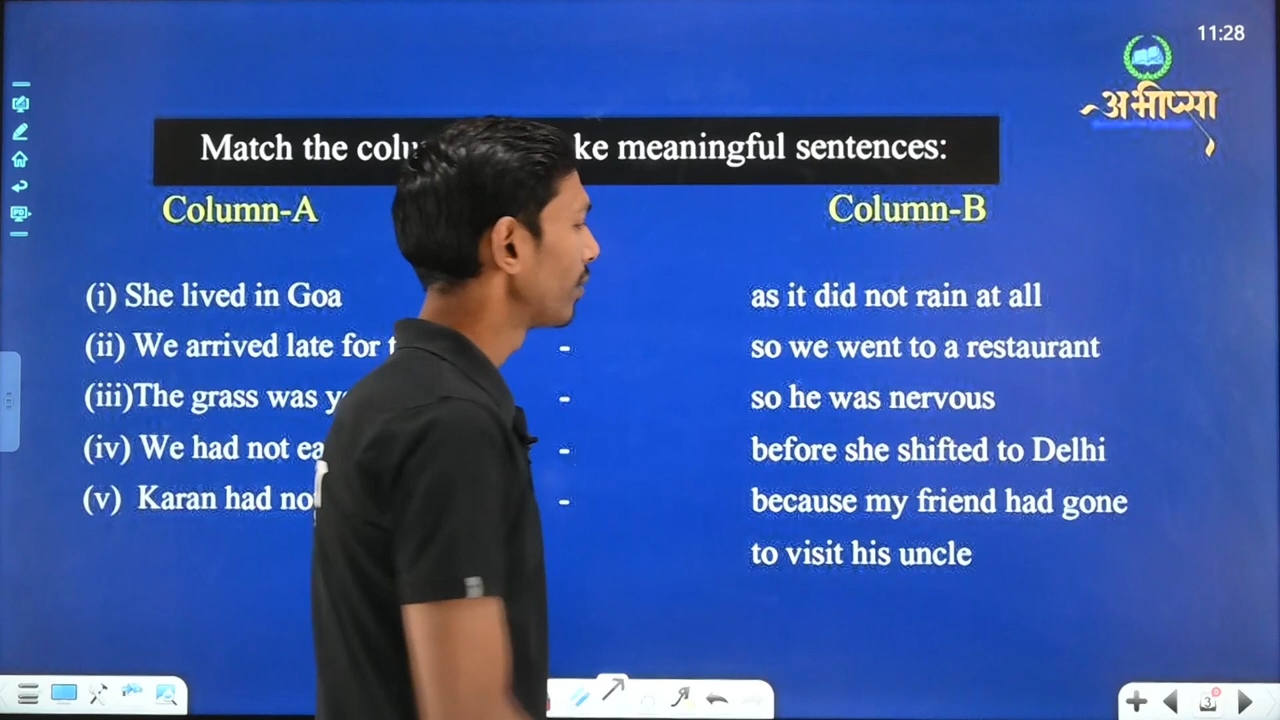 11:28
अभीप्सा
Match the ke meaningful sentences:
Column-A Column-B
(i) She lived in Goa as it did not rain at all
(ii) We arrived late for - so we went to a restaurant
(iii)The grass was - so he was nervous
(iv) We had not - before she shifted to Delhi
(v) Karan had - because my friend had gone
to visit his uncle